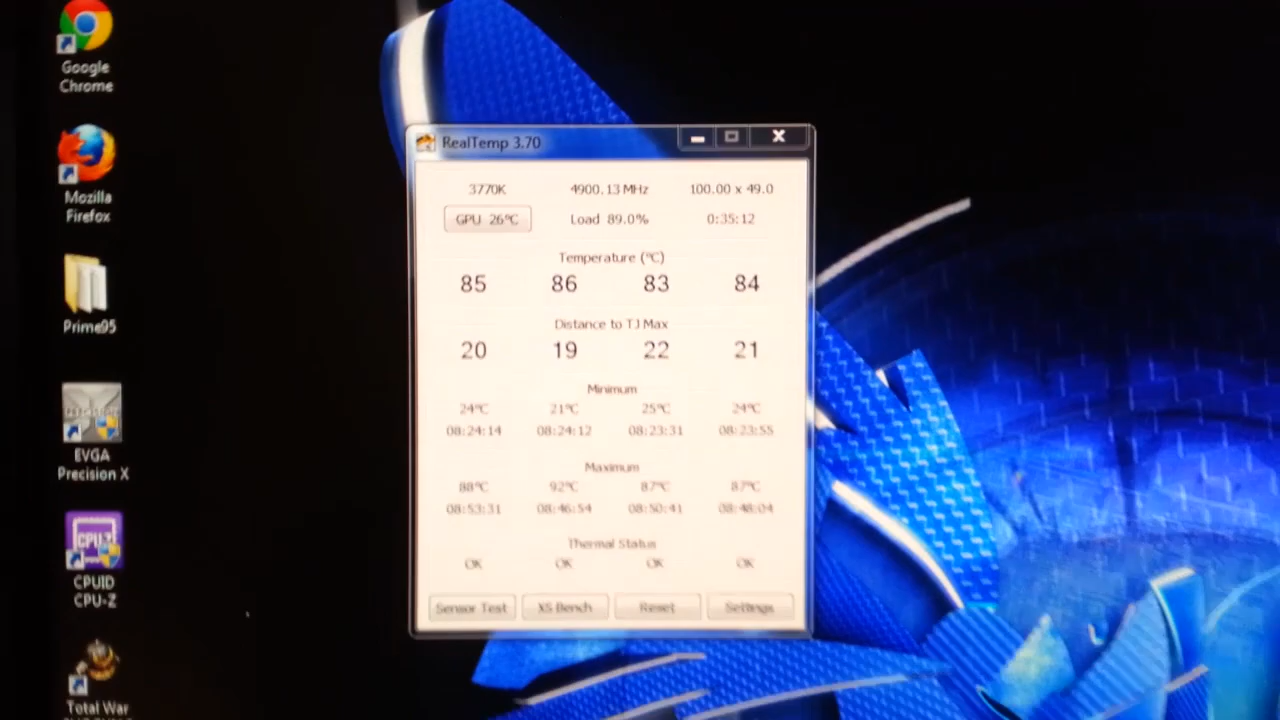 Google
Chrome
Mozilla
Firefox
Prime95
EVGA
Precision X
CPU-Z
CPUID
CPU-Z
Total War
RealTemp 3.70
3770K 4900.13 MHz 100.00 x 49.0
GPU 26°C Load 89.0% 0:35:12
Temperature (°C)
85 86 83 84
Distance to TJ Max
20 19 22 21
Minimum
24°C 21°C 25°C 24°C
08:24:14 08:24:12 08:23:31 08:23:55
Maximum
88°C 92°C 87°C 87°C
08:53:31 08:46:54 08:50:41 08:48:04
Thermal Status
OK OK OK OK
Sensor Test XS Bench Reset Settings